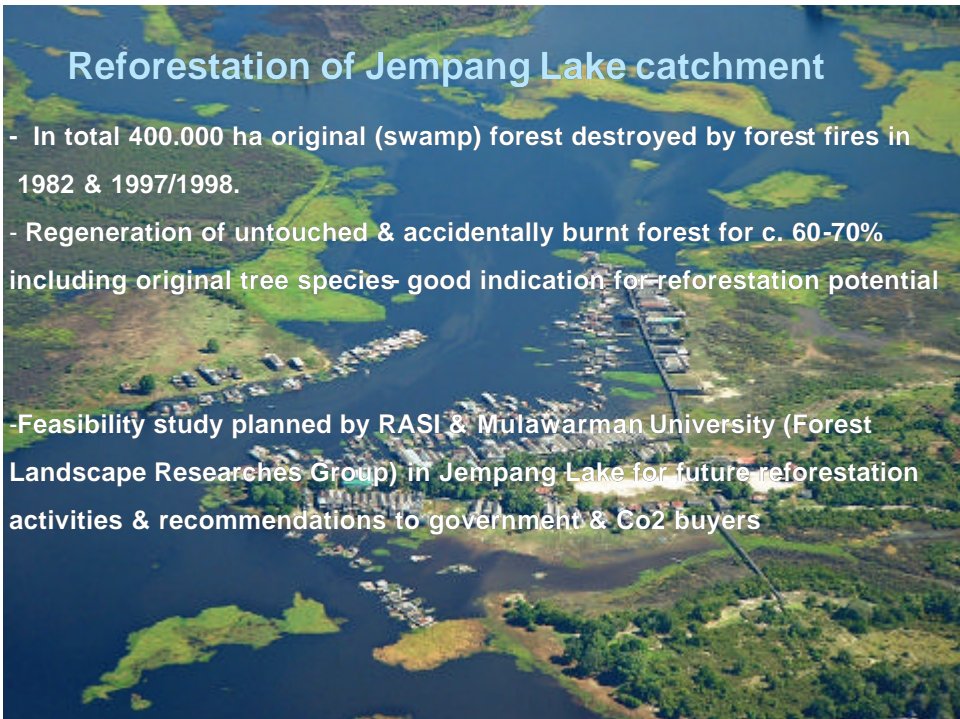 Reforestation of Jempang Lake catchment
- In total 400.000 ha original (swamp) forest destroyed by forest fires in
1982 & 1997/1998.
- Regeneration of untouched & accidentally burnt forest for c. 60-70%
including original tree species- good indication for reforestation potential
-Feasibility study planned by RASI & Mulawarman University (Forest
Landscape Researches Group) in Jempang Lake for future reforestation
activities & recommendations to government & Co2 buyers